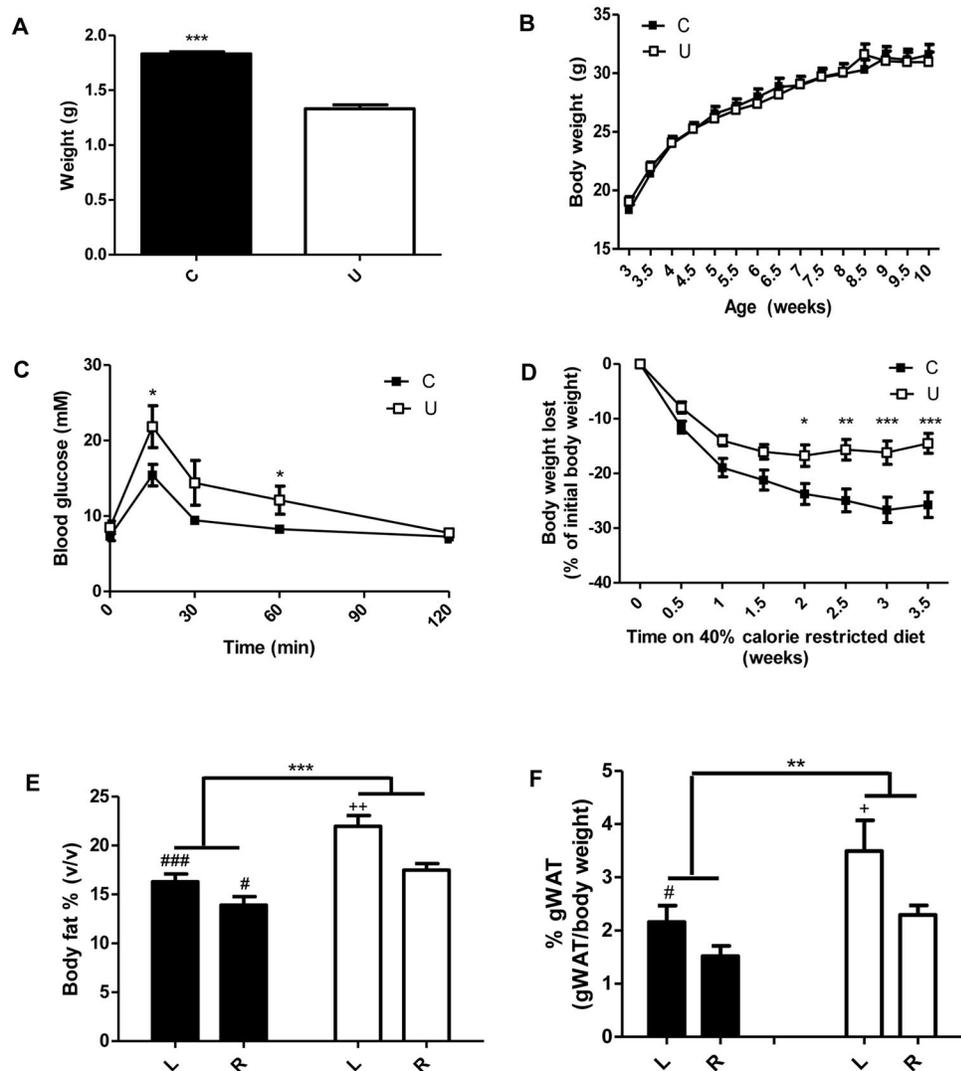 A
Weight (g)
2.0
1.5
1.0
0.5
0.0
***
C
U
B
Body weight (g)
35
30
25
20
15
C
U
3
3.5
4
4.5
5
5.5
6
6.5
7
7.5
8
8.5
9
9.5
10
Age (weeks)
C
Blood glucose (mM)
30
20
10
0
*
*
C
U
0
30
60
90
120
Time (min)
D
Body weight lost
(% of initial body weight)
0
-10
-20
-30
-40
C
U
*
**
***
***
0
0.5
1
1.5
2
2.5
3
3.5
Time on 40% calorie restricted diet
(weeks)
E
Body fat % (v/v)
25
20
15
10
5
0
***
###
#
++
L
R
L
R
F
% gWAT
(gWAT/body weight)
5
4
3
2
1
0
**
#
+
L
R
L
R